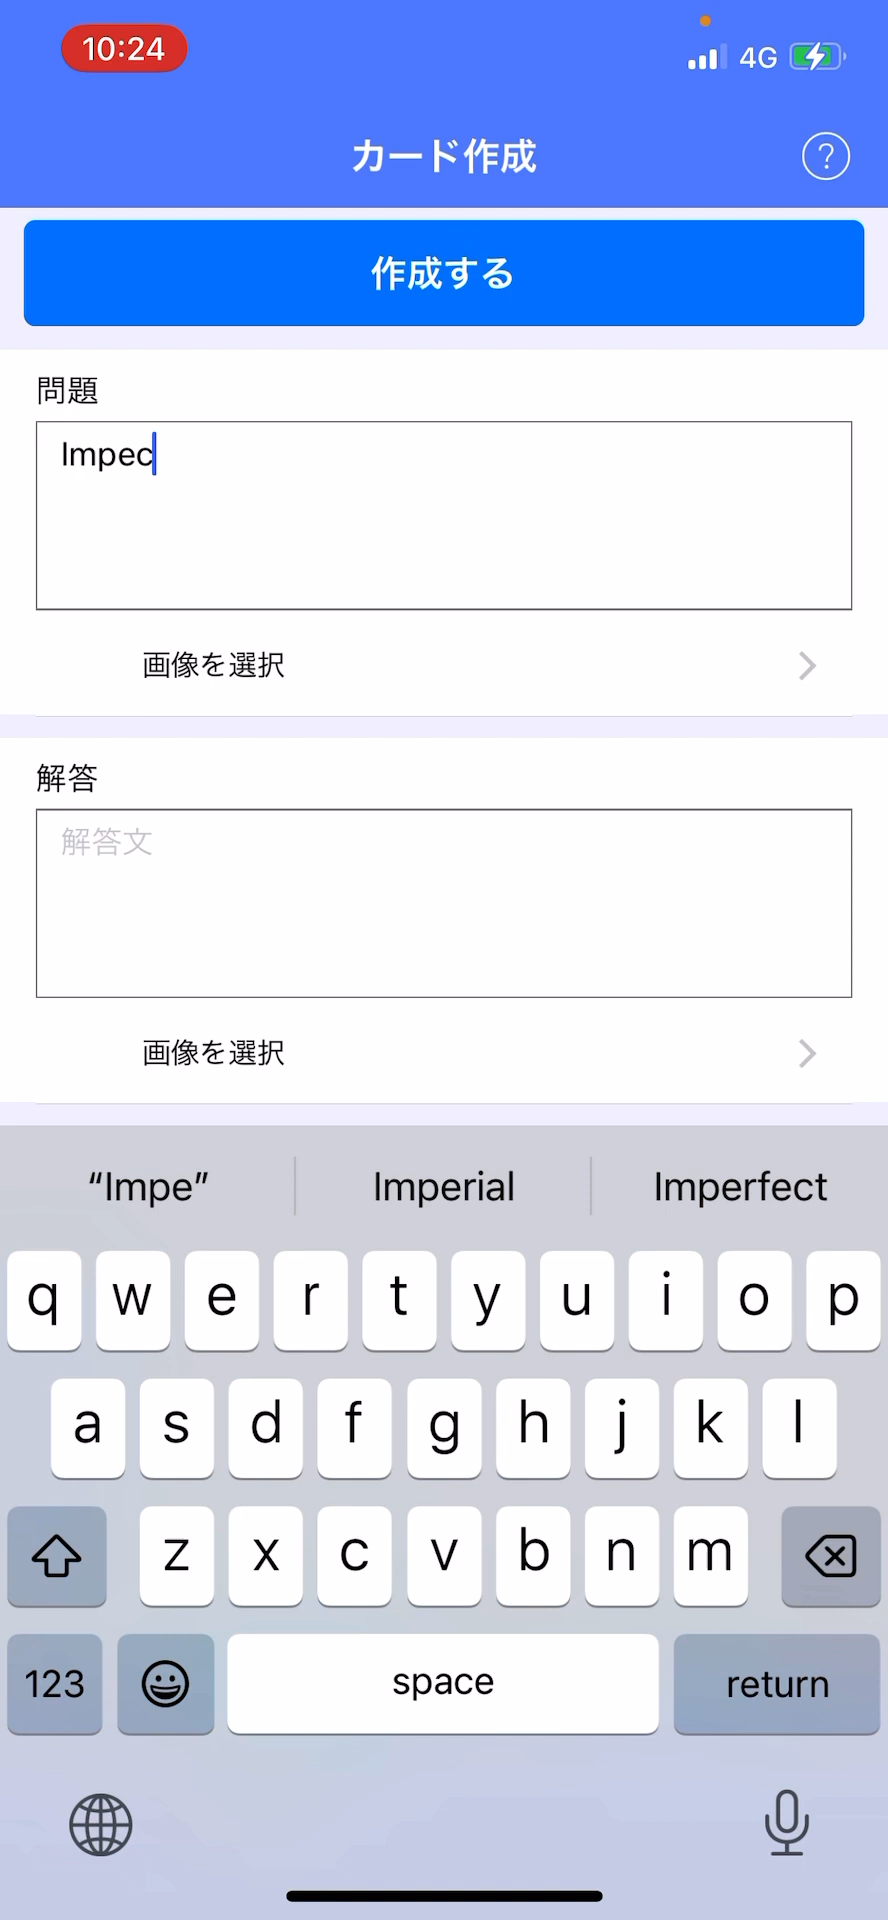 10:24
4G
カード作成
?
作成する
問題
Impec
画像を選択
解答
解答文
画像を選択
“Impe”
Imperial
Imperfect
q w e r t y u i o p
a s d f g h j k l
z x c v b n m
123
space
return